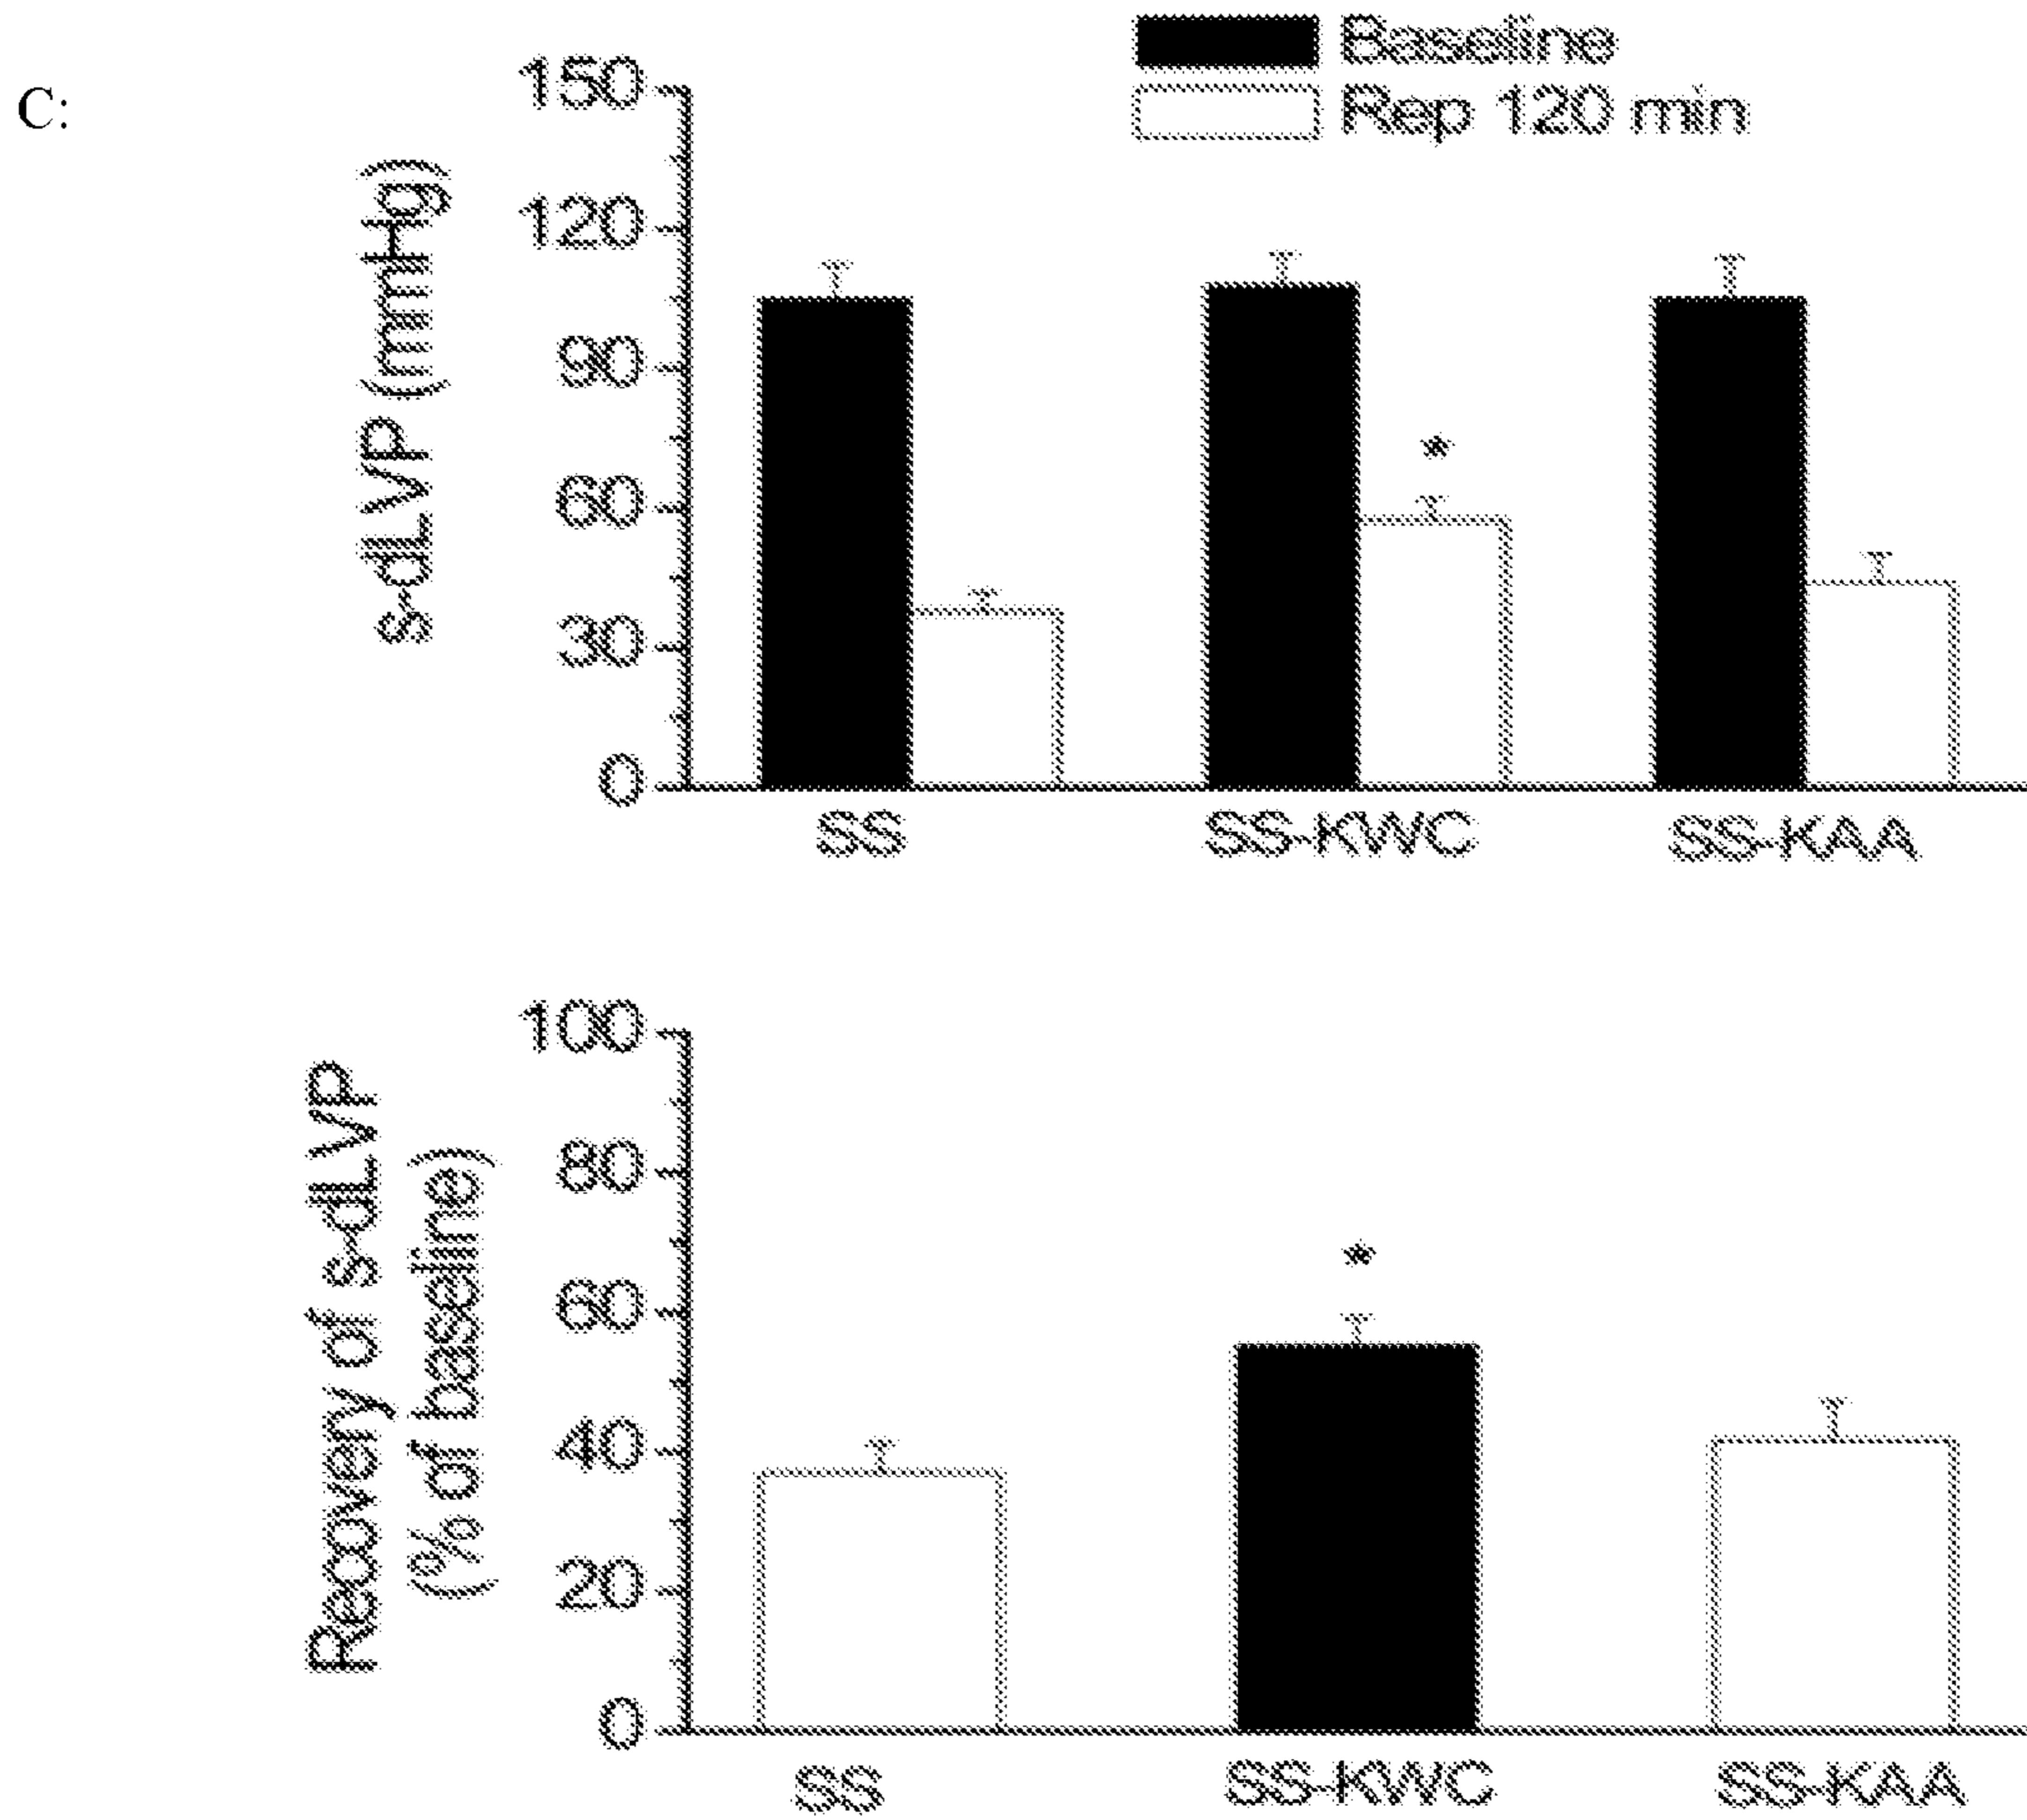 C:
Baseline
Rep 120 min
s-dLVP (mmHg)
150
120
90
60
30
0
*
SS
SS-KWC
SS-KAA
Recovery of s-dLVP
(% of baseline)
100
80
60
40
20
0
*
SS
SS-KWC
SS-KAA